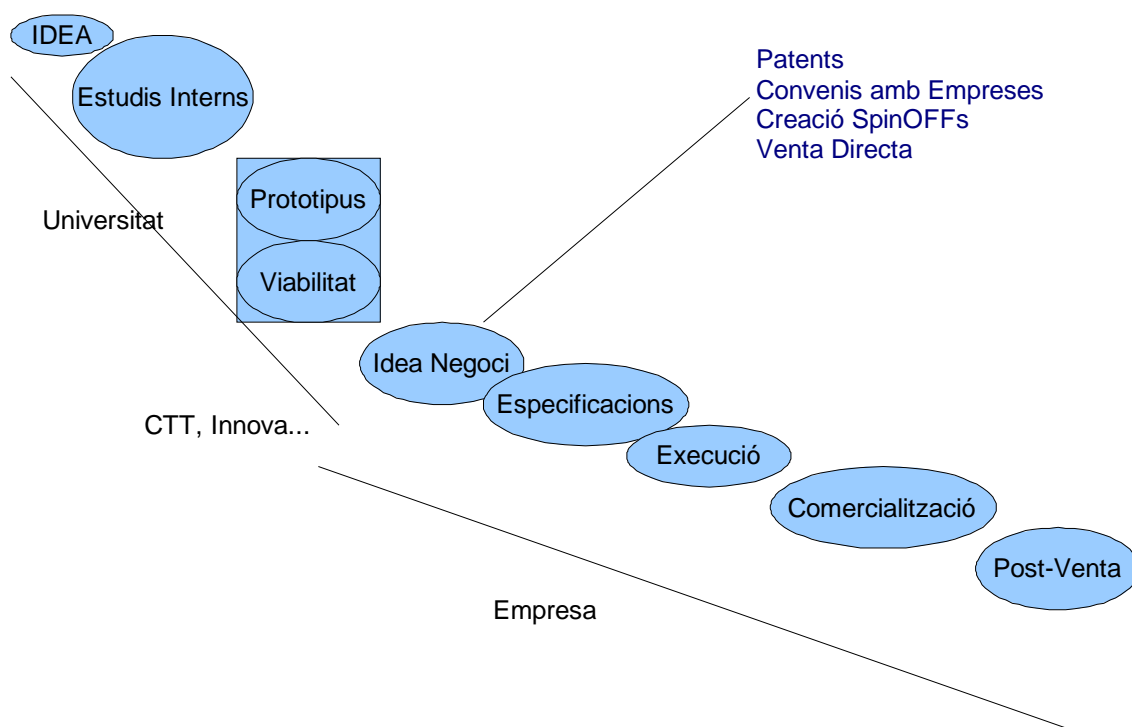 IDEA
Estudis Interns
Patents
Convenis amb Empreses
Creació SpinOFFs
Venta Directa
Prototipus
Universitat
Viabilitat
Idea Negoci
Especificacions
CTT, Innova...
Execució
Comercialització
Post-Venta
Empresa